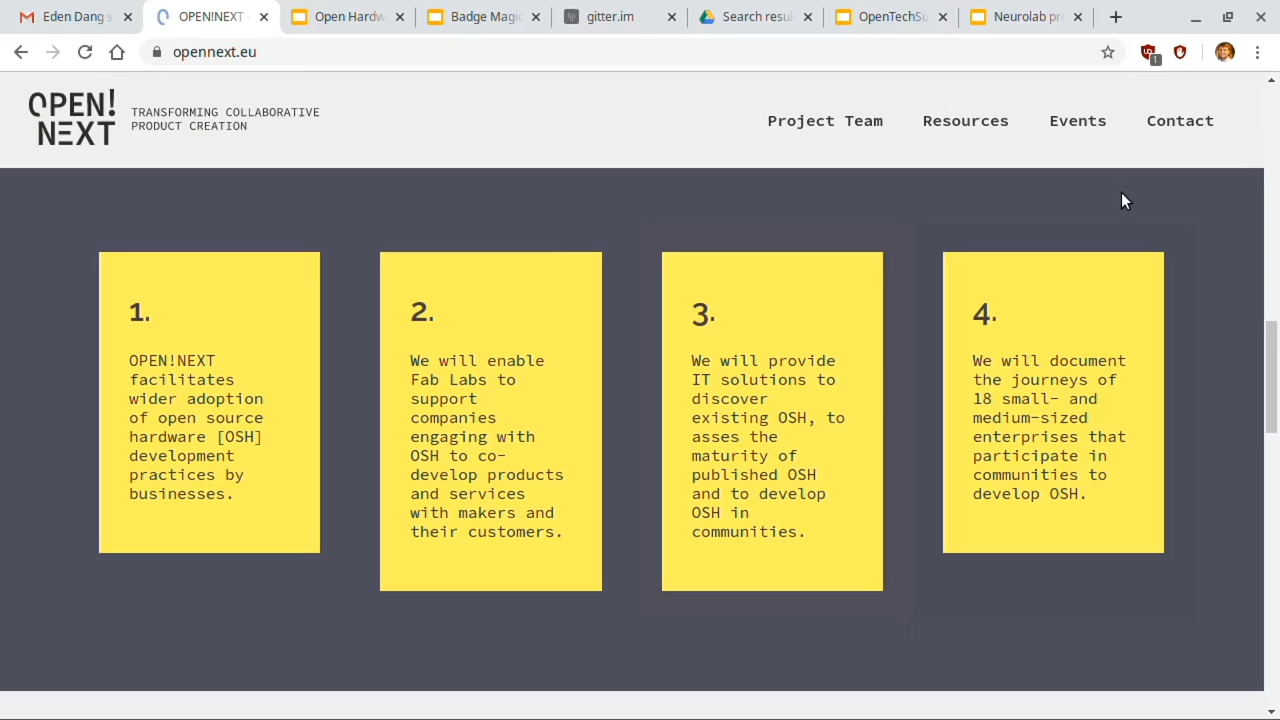 Eden Dang s
OPEN!NEXT -
Open Hardw
Badge Magic
gitter.im
Search resul
OpenTechSu
Neurolab pr
opennext.eu
1
OPEN!
NEXT
TRANSFORMING COLLABORATIVE
PRODUCT CREATION
Project Team
Resources
Events
Contact
1.
OPEN!NEXT
facilitates
wider adoption
of open source
hardware [OSH]
development
practices by
businesses.
2.
We will enable
Fab Labs to
support
companies
engaging with
OSH to co-
develop products
and services
with makers and
their customers.
3.
We will provide
IT solutions to
discover
existing OSH, to
asses the
maturity of
published OSH
and to develop
OSH in
communities.
4.
We will document
the journeys of
18 small- and
medium-sized
enterprises that
participate in
communities to
develop OSH.